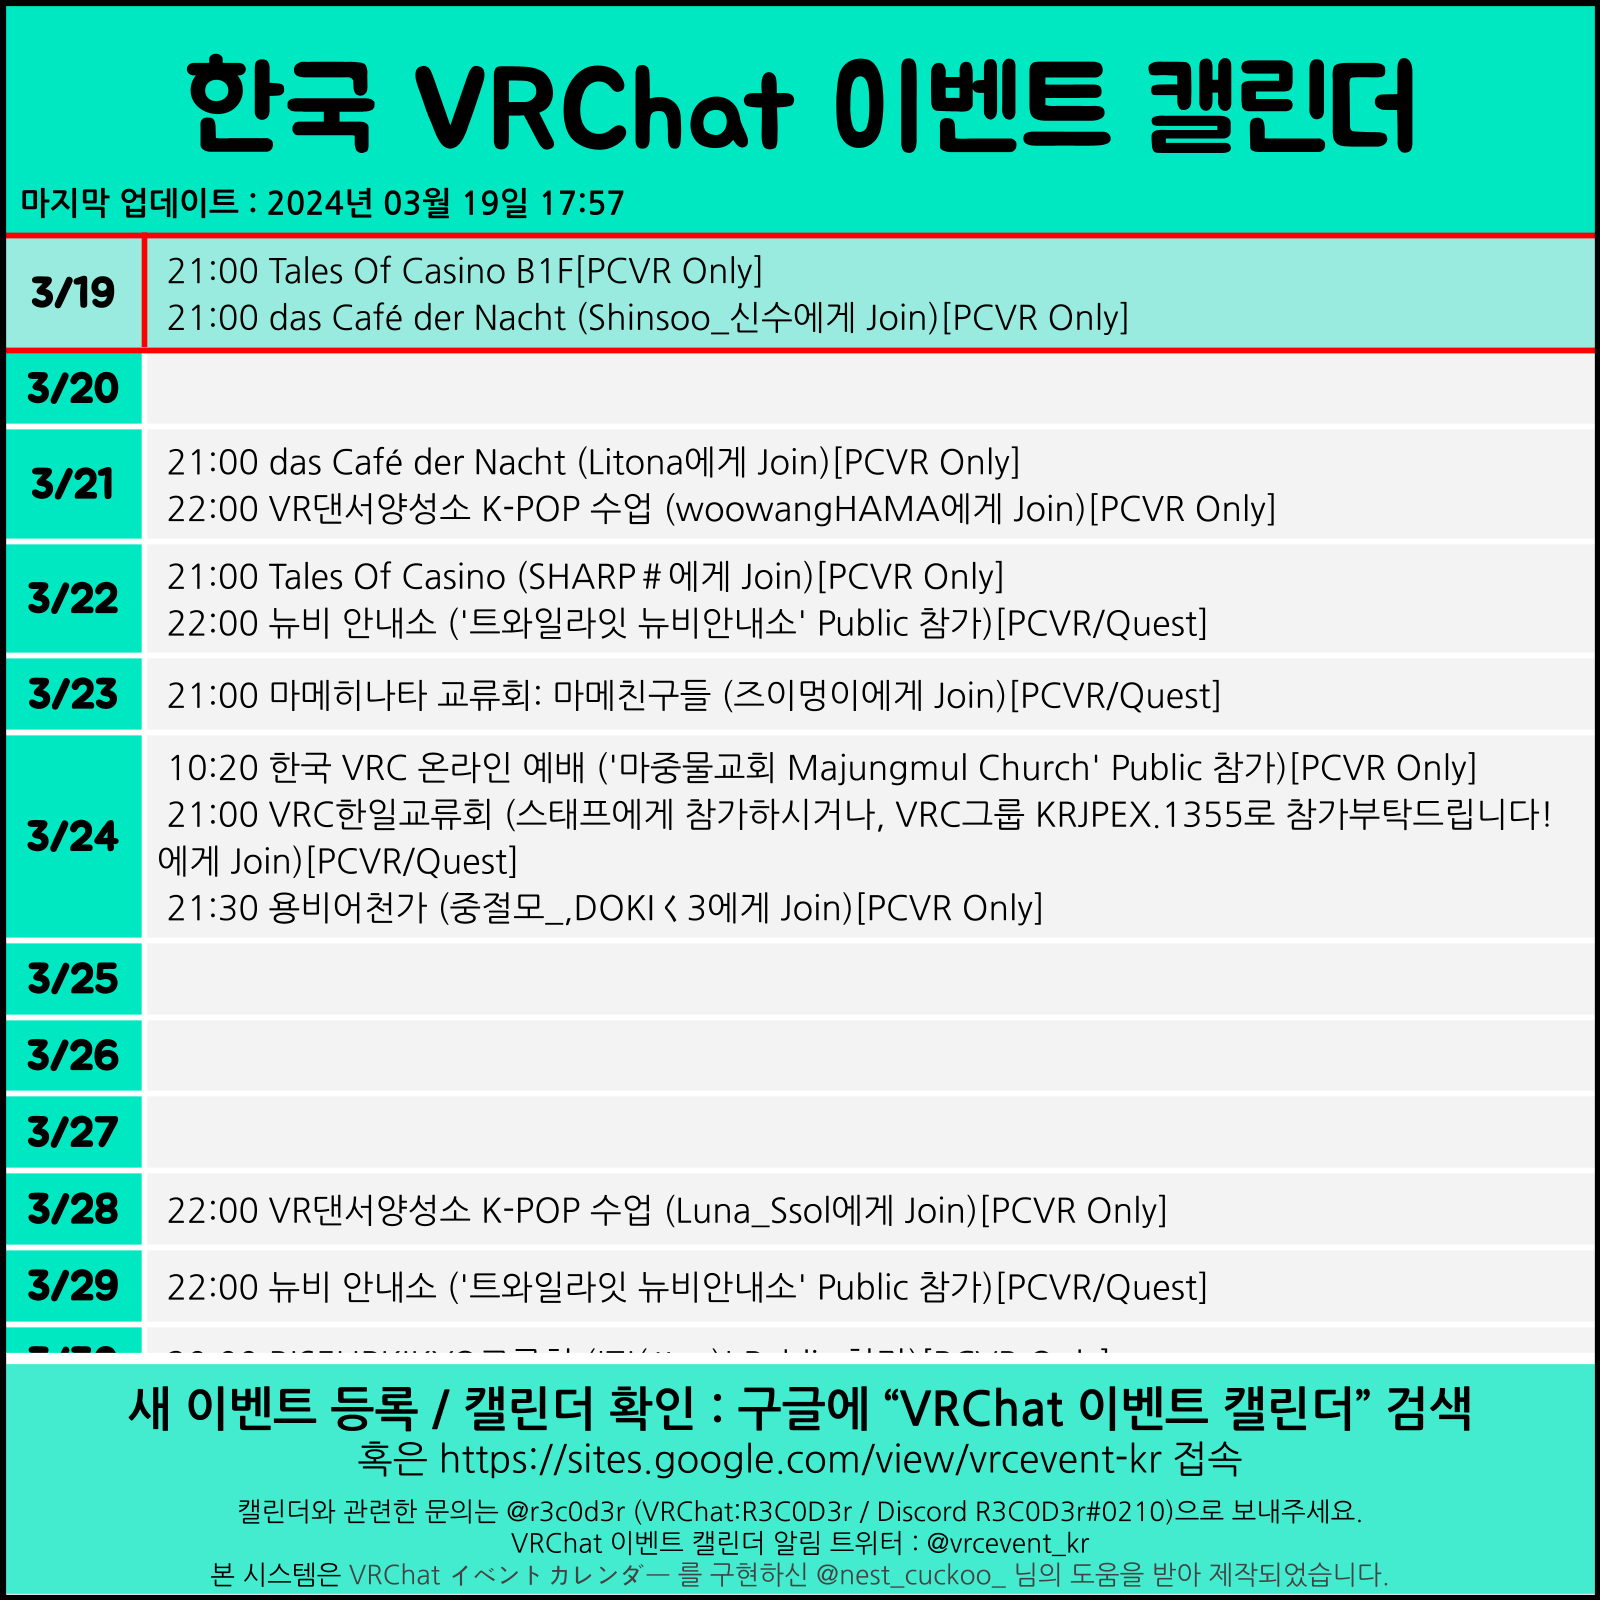 한국 VRChat 이벤트 캘린더
마지막 업데이트 : 2024년 03월 19일 17:57
3/19
21:00 Tales Of Casino B1F[PCVR Only]
21:00 das Café der Nacht (Shinsoo_신수에게 Join)[PCVR Only]
3/20
3/21
21:00 das Café der Nacht (Litona에게 Join)[PCVR Only]
22:00 VR댄서양성소 K-POP 수업 (woowangHAMA에게 Join)[PCVR Only]
3/22
21:00 Tales Of Casino (SHARP＃에게 Join)[PCVR Only]
22:00 뉴비 안내소 ('트와일라잇 뉴비안내소' Public 참가)[PCVR/Quest]
3/23
21:00 마메히나타 교류회: 마메친구들 (즈이멍이에게 Join)[PCVR/Quest]
3/24
10:20 한국 VRC 온라인 예배 ('마중물교회 Majungmul Church' Public 참가)[PCVR Only]
21:00 VRC한일교류회 (스태프에게 참가하시거나, VRC그룹 KRJPEX.1355로 참가부탁드립니다!
에게 Join)[PCVR/Quest]
21:30 용비어천가 (중절모_,DOKIく3에게 Join)[PCVR Only]
3/25
3/26
3/27
3/28
22:00 VR댄서양성소 K-POP 수업 (Luna_Ssol에게 Join)[PCVR Only]
3/29
22:00 뉴비 안내소 ('트와일라잇 뉴비안내소' Public 참가)[PCVR/Quest]
새 이벤트 등록 / 캘린더 확인 : 구글에 “VRChat 이벤트 캘린더” 검색
혹은 https://sites.google.com/view/vrcevent-kr 접속
캘린더와 관련한 문의는 @r3c0d3r (VRChat:R3C0D3r / Discord R3C0D3r#0210)으로 보내주세요.
VRChat 이벤트 캘린더 알림 트위터 : @vrcevent_kr
본 시스템은 VRChat イベントカレンダー 를 구현하신 @nest_cuckoo_ 님의 도움을 받아 제작되었습니다.